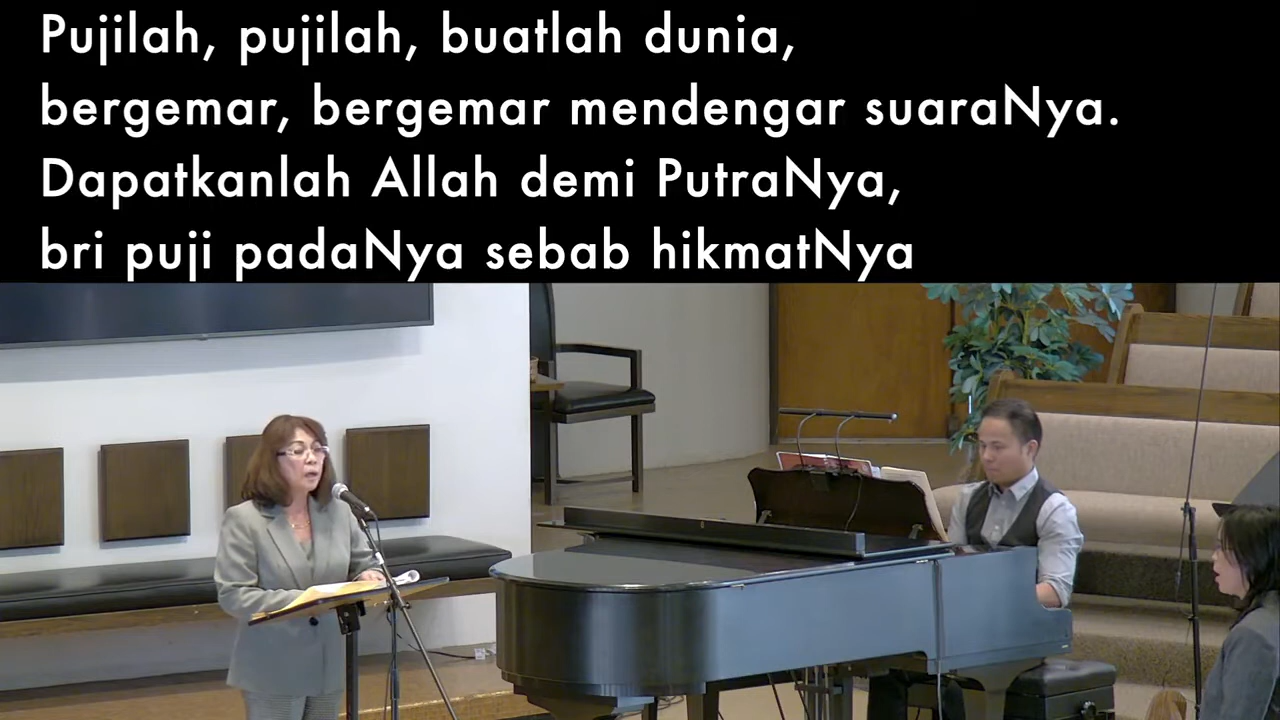 Pujilah, pujilah, buatlah dunia,
bergemar, bergemar mendengar suaraNya.
Dapatkanlah Allah demi PutraNya,
bri puji padaNya sebab hikmatNya